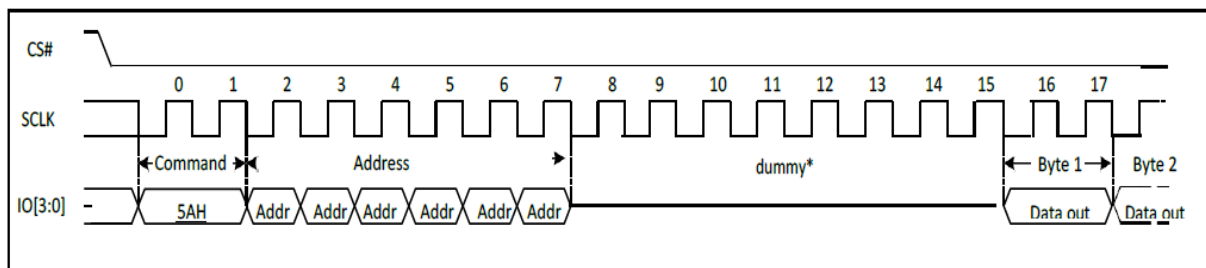 CS#
0 1 2 3 4 5 6 7 8 9 10 11 12 13 14 15 16 17
SCLK
Command Address dummy* Byte 1 Byte 2
IO[3:0] 5AH Addr Addr Addr Addr Addr Addr Data out Data out